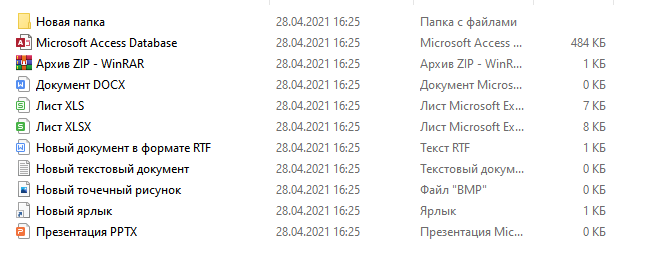 Новая папка 28.04.2021 16:25 Папка с файлами
Microsoft Access Database 28.04.2021 16:25 Microsoft Access ... 484 КБ
Архив ZIP - WinRAR 28.04.2021 16:25 Архив ZIP - WinR... 1 КБ
Документ DOCX 28.04.2021 16:25 Документ Micros... 0 КБ
Лист XLS 28.04.2021 16:25 Лист Microsoft Ex... 7 КБ
Лист XLSX 28.04.2021 16:25 Лист Microsoft Ex... 8 КБ
Новый документ в формате RTF 28.04.2021 16:25 Текст RTF 1 КБ
Новый текстовый документ 28.04.2021 16:25 Текстовый докум... 0 КБ
Новый точечный рисунок 28.04.2021 16:25 Файл "BMP" 0 КБ
Новый ярлык 28.04.2021 16:25 Ярлык 1 КБ
Презентация PPTX 28.04.2021 16:25 Презентация Mic... 0 КБ